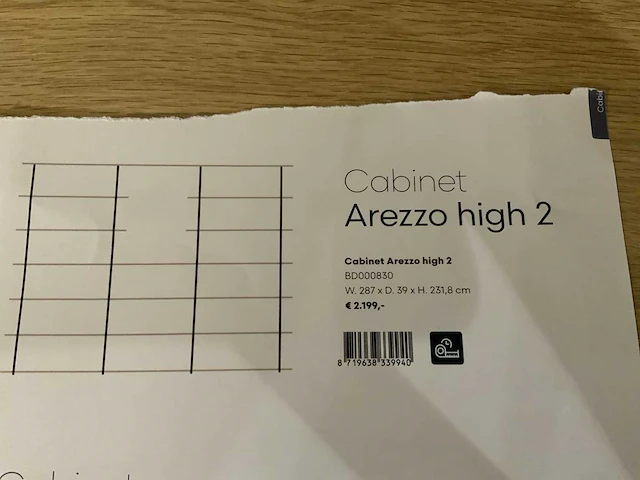 Cabinet
Arezzo high 2
Cabinet Arezzo high 2
BD000830
W. 287 x D. 39 x H. 231,8 cm
€ 2.199,-
8 719638 339940